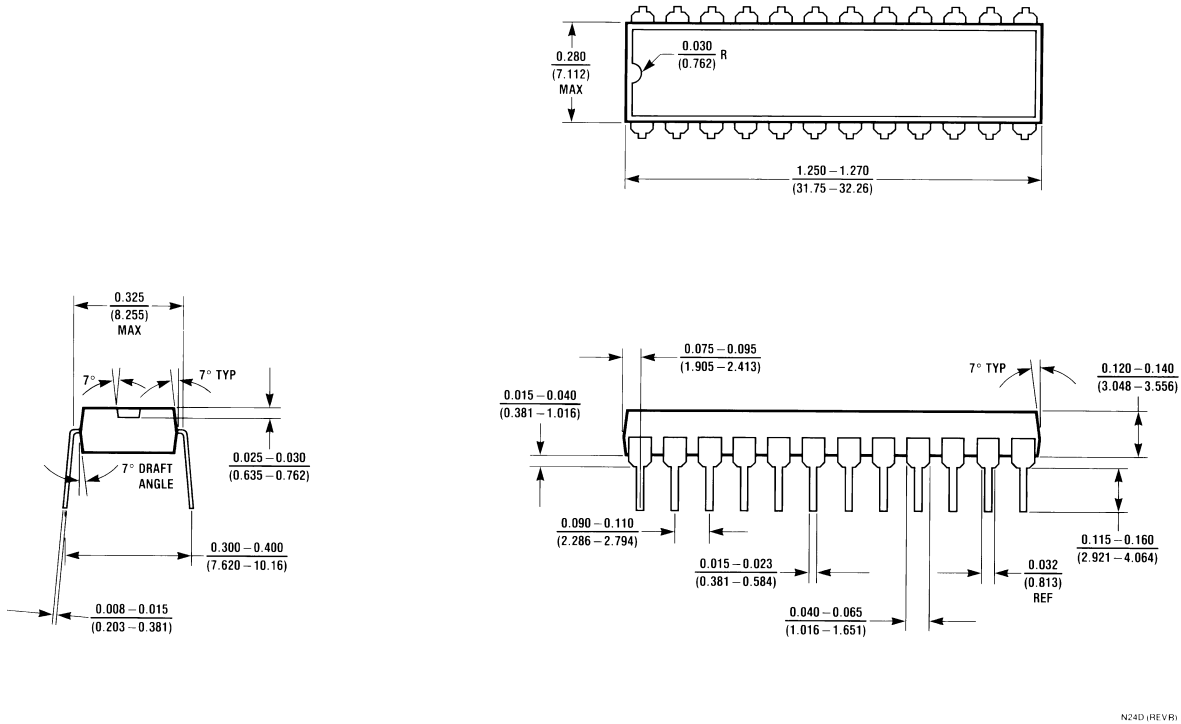 0.280
(7.112)
MAX
0.030
(0.762)
R
1.250 – 1.270
(31.75 – 32.26)
0.325
(8.255)
MAX
7°
7° TYP
0.025 – 0.030
(0.635 – 0.762)
7° DRAFT
ANGLE
0.300 – 0.400
(7.620 – 10.16)
0.008 – 0.015
(0.203 – 0.381)
0.075 – 0.095
(1.905 – 2.413)
7° TYP
0.120 – 0.140
(3.048 – 3.556)
0.015 – 0.040
(0.381 – 1.016)
0.090 – 0.110
(2.286 – 2.794)
0.015 – 0.023
(0.381 – 0.584)
0.040 – 0.065
(1.016 – 1.651)
0.032
(0.813)
REF
0.115 – 0.160
(2.921 – 4.064)
N24D (REV B)